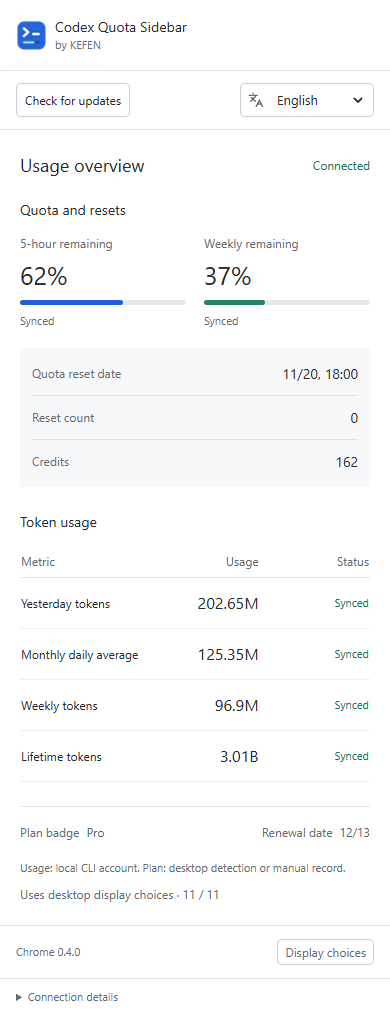 Codex Quota Sidebar
by KEFEN
Check for updates
English
Usage overview
Connected
Quota and resets
5-hour remaining
Weekly remaining
62%
37%
Synced
Synced
Quota reset date 11/20, 18:00
Reset count 0
Credits 162
Token usage
Metric Usage Status
Yesterday tokens 202.65M Synced
Monthly daily average 125.35M Synced
Weekly tokens 96.9M Synced
Lifetime tokens 3.01B Synced
Plan badge Pro
Renewal date 12/13
Usage: local CLI account. Plan: desktop detection or manual record.
Uses desktop display choices · 11 / 11
Chrome 0.4.0
Display choices
Connection details